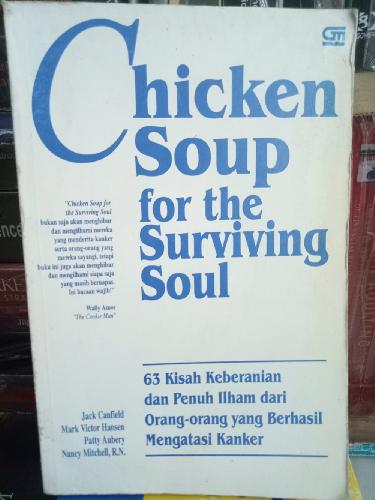 GM
Chicken
Soup
for the
Surviving
Soul
"Chicken Soup for
the Surviving Soul
bukan saja akan menghibur
dan mengilhami mereka
yang menderita kanker
serta orang-orang yang
mereka sayangi, tetapi
buku ini juga akan menghibur
dan mengilhami siapa saja
yang masih bernapas.
Ini bacaan wajib!"
Wally Amos
"The Cookie Man"
63 Kisah Keberanian
dan Penuh Ilham dari
Orang-orang yang Berhasil
Mengatasi Kanker
Jack Canfield
Mark Victor Hansen
Patty Aubery
Nancy Mitchell, R.N.